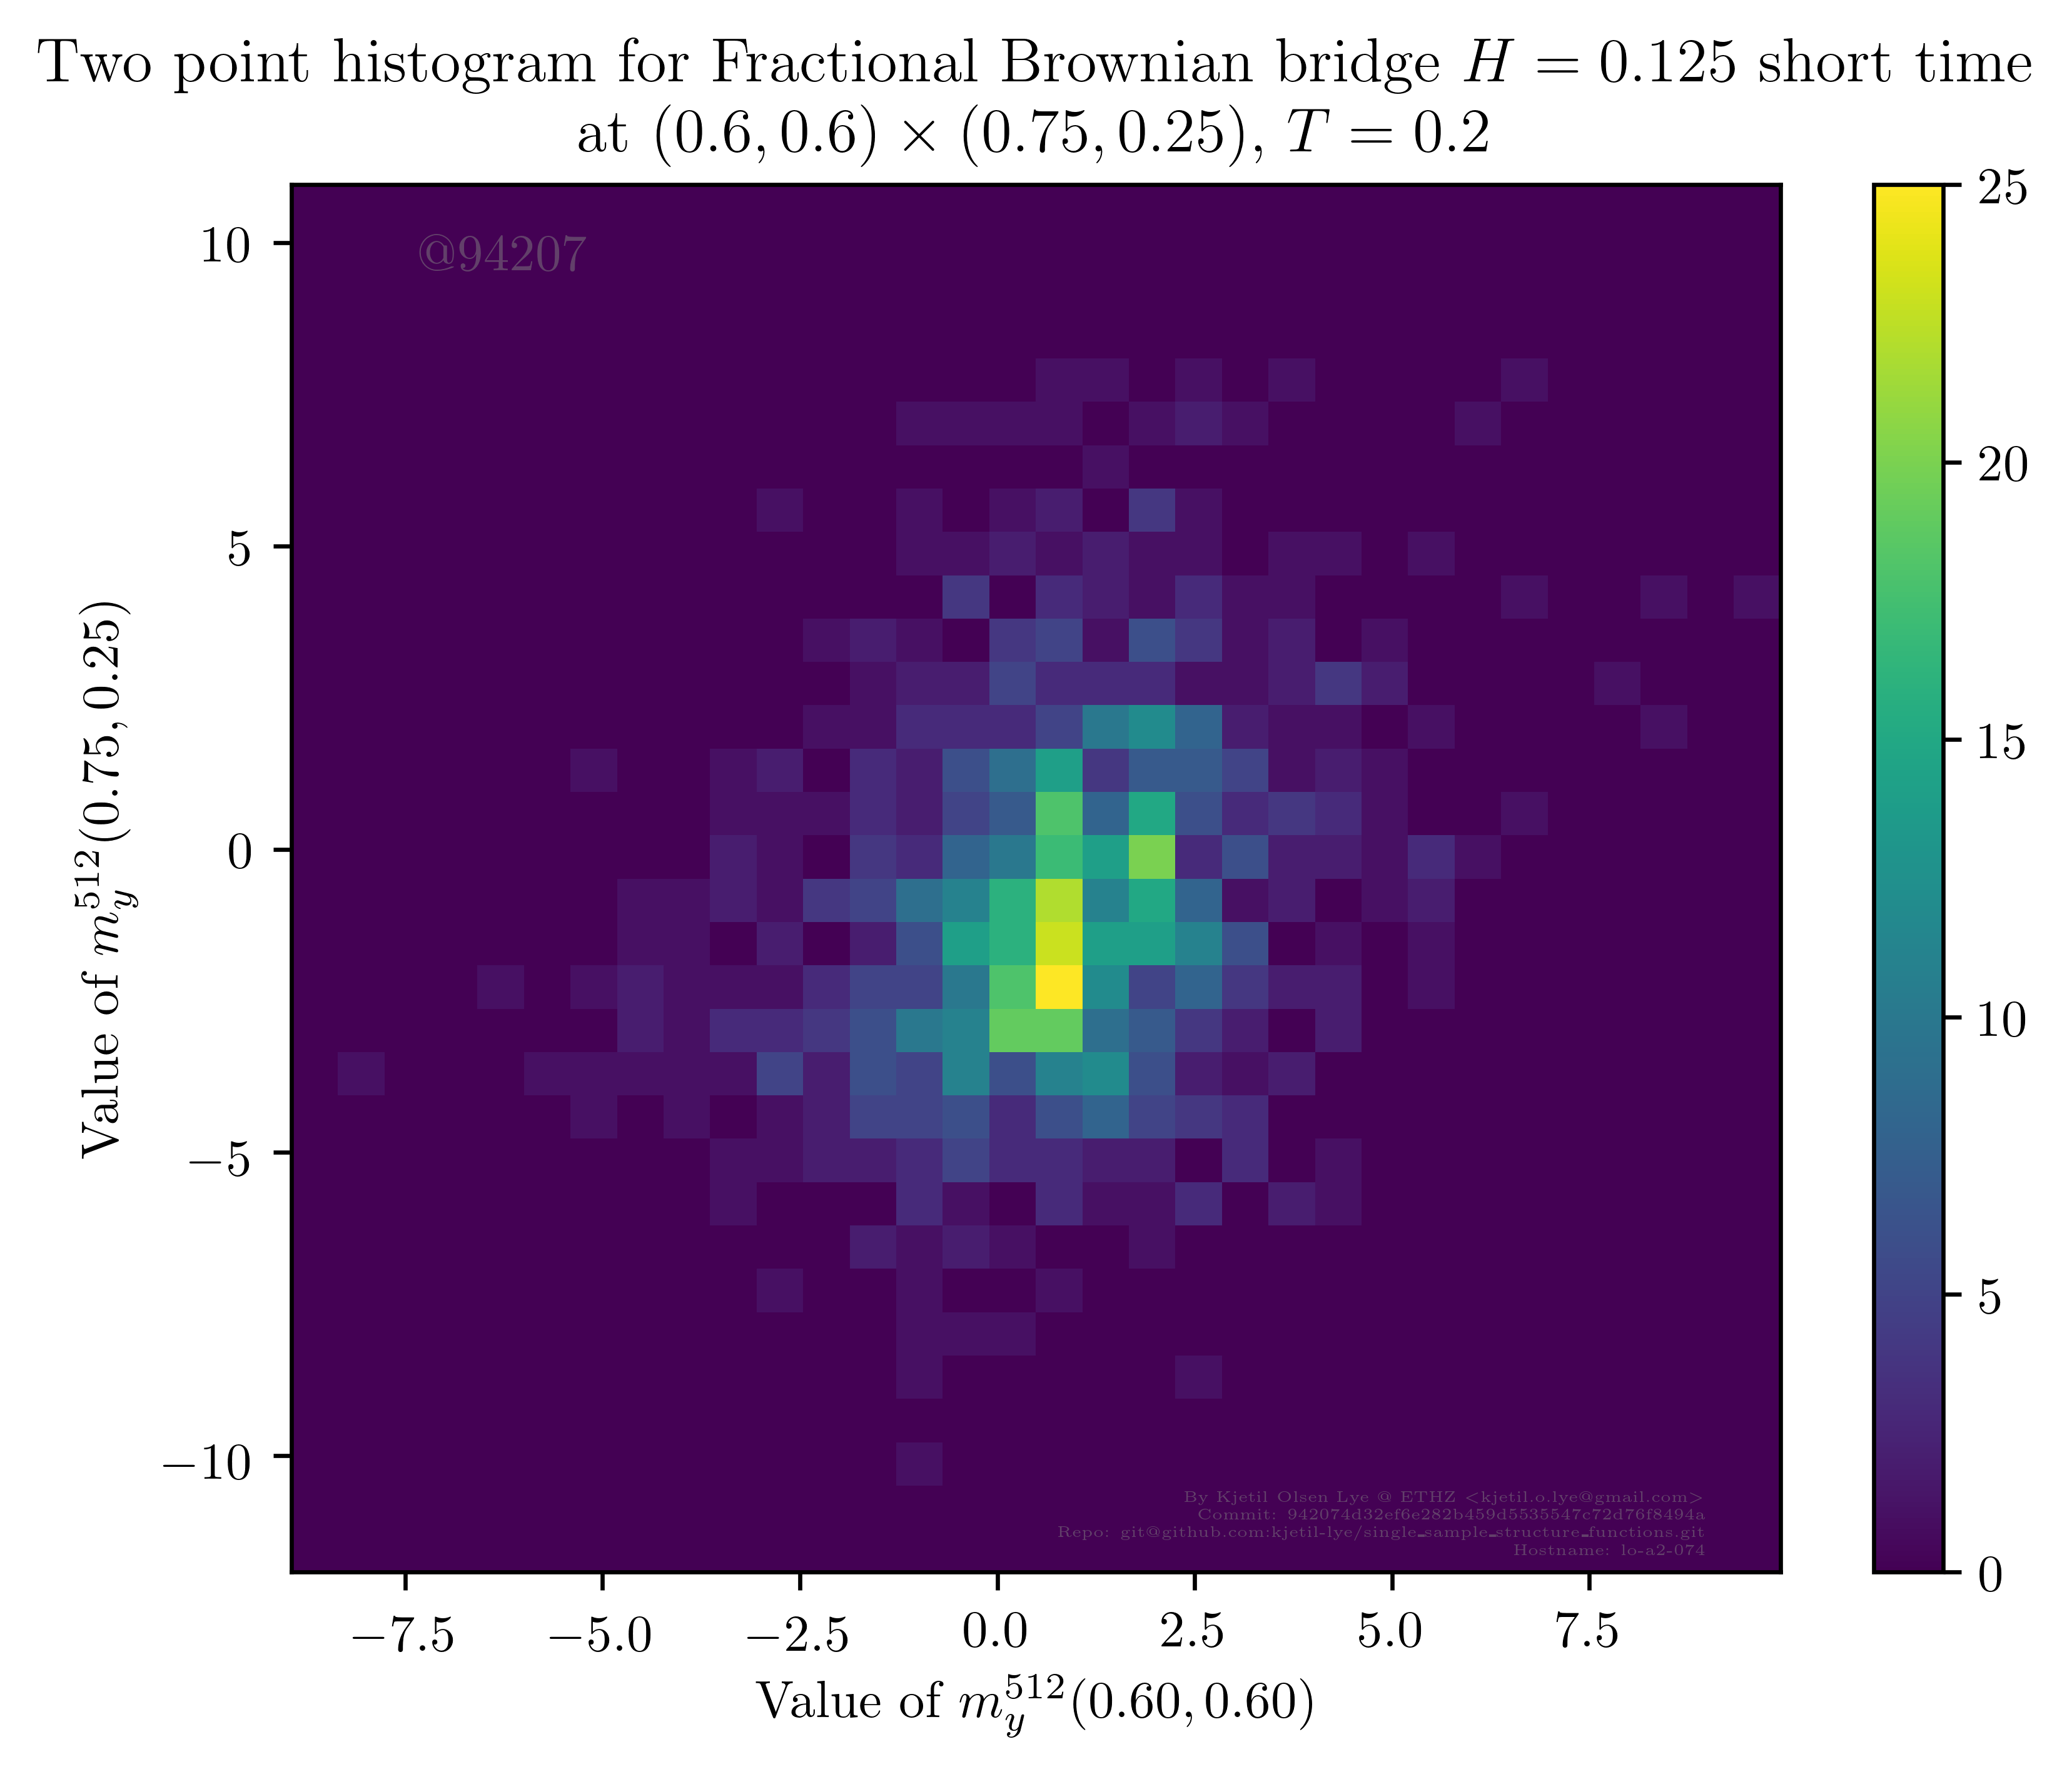 Two point histogram for Fractional Brownian bridge H = 0.125 short time
at (0.6, 0.6) × (0.75, 0.25), T = 0.2
@94207
10
5
0
−5
−10
Value of m_y^512(0.75, 0.25)
−7.5 −5.0 −2.5 0.0 2.5 5.0 7.5
Value of m_y^512(0.60, 0.60)
25
20
15
10
5
0
By Kjetil Olsen Lye @ ETHZ <kjetil.o.lye@gmail.com>
Commit: 942074d32ef6e282b459d5535547c72d76f8494a
Repo: git@github.com:kjetil-lye/single_sample_structure_functions.git
Hostname: lo-a2-074